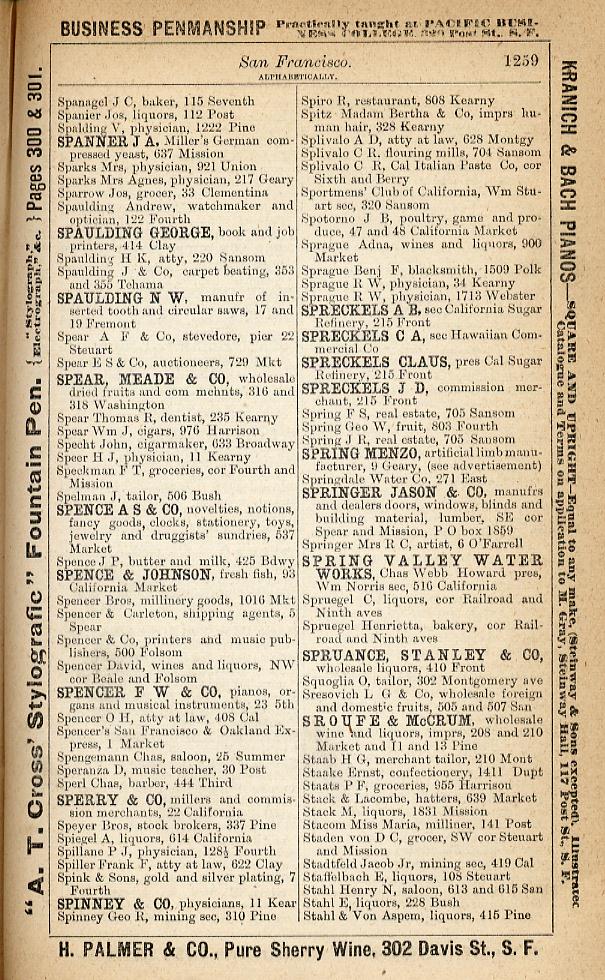 BUSINESS PENMANSHIP Practically taught at PACIFIC BUSI-
NESS COLLEGE, 320 Post St., S. F.
San Francisco. 1259
ALPHABETICALLY.
Spanagel J C, baker, 115 Seventh
Spanier Jos, liquors, 112 Post
Spalding V, physician, 1222 Pine
SPANNER J A, Miller's German com-
pressed yeast, 637 Mission
Sparks Mrs, physician, 921 Union
Sparks Mrs Agnes, physician, 217 Geary
Sparrow Jos, grocer, 33 Clementina
Spaulding Andrew, watchmaker and
optician, 122 Fourth
SPAULDING GEORGE, book and job
printers, 414 Clay
Spaulding H K, atty, 220 Sansom
Spaulding J & Co, carpet beating, 353
and 355 Tehama
SPAULDING N W, manufr of in-
serted tooth and circular saws, 17 and
19 Fremont
Spear A F & Co, stevedore, pier 22
Steuart
Spear E S & Co, auctioneers, 729 Mkt
SPEAR, MEADE & CO, wholesale
dried fruits and com mchnts, 316 and
318 Washington
Spear Thomas R, dentist, 235 Kearny
Spear Wm J, cigars, 976 Harrison
Specht John, cigarmaker, 633 Broadway
Speer H J, physician, 11 Kearny
Speckman F T, groceries, cor Fourth and
Mission
Spelman J, tailor, 506 Bush
SPENCE A S & CO, novelties, notions,
fancy goods, clocks, stationery, toys,
jewelry and druggists' sundries, 537
Market
Spence J P, butter and milk, 425 Bdwy
SPENCE & JOHNSON, fresh fish, 93
California Market
Spencer Bros, millinery goods, 1016 Mkt
Spencer & Carleton, shipping agents, 5
Spear
Spencer & Co, printers and music pub-
lishers, 500 Folsom
Spencer David, wines and liquors, NW
cor Beale and Folsom
SPENCER F W & CO, pianos, or-
gans and musical instruments, 23 5th
Spencer O H, atty at law, 408 Cal
Spencer's San Francisco & Oakland Ex-
press, 1 Market
Spengemann Chas, saloon, 25 Summer
Speranza D, music teacher, 30 Post
Sperl Chas, barber, 444 Third
SPERRY & CO, millers and commis-
sion merchants, 22 California
Speyer Bros, stock brokers, 337 Pine
Spiegel A, liquors, 614 California
Spillane P J, physician, 128½ Fourth
Spiller Frank F, atty at law, 622 Clay
Spink & Sons, gold and silver plating, 7
Fourth
SPINNEY & CO, physicians, 11 Kear
Spinney Geo R, mining sec, 310 Pine
Spiro R, restaurant, 808 Kearny
Spitz Madam Bertha & Co, imprs hu-
man hair, 328 Kearny
Splivalo A D, atty at law, 628 Montgy
Splivalo C R, flouring mills, 704 Sansom
Splivalo C R, Cal Italian Paste Co, cor
Sixth and Berry
Sportmens' Club of California, Wm Stu-
art sec, 320 Sansom
Spotorno J B, poultry, game and pro-
duce, 47 and 48 California Market
Sprague Adna, wines and liquors, 900
Market
Sprague Benj F, blacksmith, 1509 Polk
Sprague R W, physician, 34 Kearny
Sprague R W, physician, 1713 Webster
SPRECKELS A B, sec California Sugar
Refinery, 215 Front
SPRECKELS C A, sec Hawaiian Com-
mercial Co
SPRECKELS CLAUS, pres Cal Sugar
Refinery, 215 Front
SPRECKELS J D, commission mer-
chant, 215 Front
Spring F S, real estate, 705 Sansom
Spring Geo W, fruit, 803 Fourth
Spring J R, real estate, 705 Sansom
SPRING MENZO, artificial limb manu-
facturer, 9 Geary, (see advertisement)
Springdale Water Co, 271 East
SPRINGER JASON & CO, manufrs
and dealers doors, windows, blinds and
building material, lumber, SE cor
Spear and Mission, P O box 1859
Springer Mrs R C, artist, 6 O'Farrell
SPRING VALLEY WATER
WORKS, Chas Webb Howard pres,
Wm Norris sec, 516 California
Spruegel C, liquors, cor Railroad and
Ninth aves
Spruegel Henrietta, bakery, cor Rail-
road and Ninth aves
SPRUANCE, STANLEY & CO,
wholesale liquors, 410 Front
Squoglia O, tailor, 302 Montgomery ave
Sresovich L G & Co, wholesale foreign
and domestic fruits, 505 and 507 San
SROUFE & McCRUM, wholesale
wine and liquors, imprs, 208 and 210
Market and 11 and 13 Pine
Staab H G, merchant tailor, 210 Mont
Staake Ernst, confectionery, 1411 Dupt
Staats P F, groceries, 955 Harrison
Stack & Lacombe, hatters, 639 Market
Stack M, liquors, 1831 Mission
Stacom Miss Maria, milliner, 141 Post
Staden von D C, grocer, SW cor Steuart
and Mission
Stadtfeld Jacob Jr, mining sec, 419 Cal
Staffelbach E, liquors, 108 Steuart
Stahl Henry N, saloon, 613 and 615 San
Stahl E, liquors, 228 Bush
Stahl & Von Aspem, liquors, 415 Pine
"A. T. Cross' Stylografic" Fountain Pen. { "Stylograph," Electrograph," &c. } Pages 300 & 301.
KRANICH & BACH PIANOS—SQUARE AND UPRIGHT—Equal to any make, (Steinway & Sons excepted). Illustrated
Catalogue and Terms on application to M. Gray, Steinway Hall, 117 Post St., S. F.
H. PALMER & CO., Pure Sherry Wine, 302 Davis St., S. F.